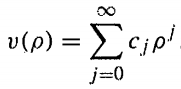 v(ρ) = ∑_{j=0}^{∞} c_j ρ^j.